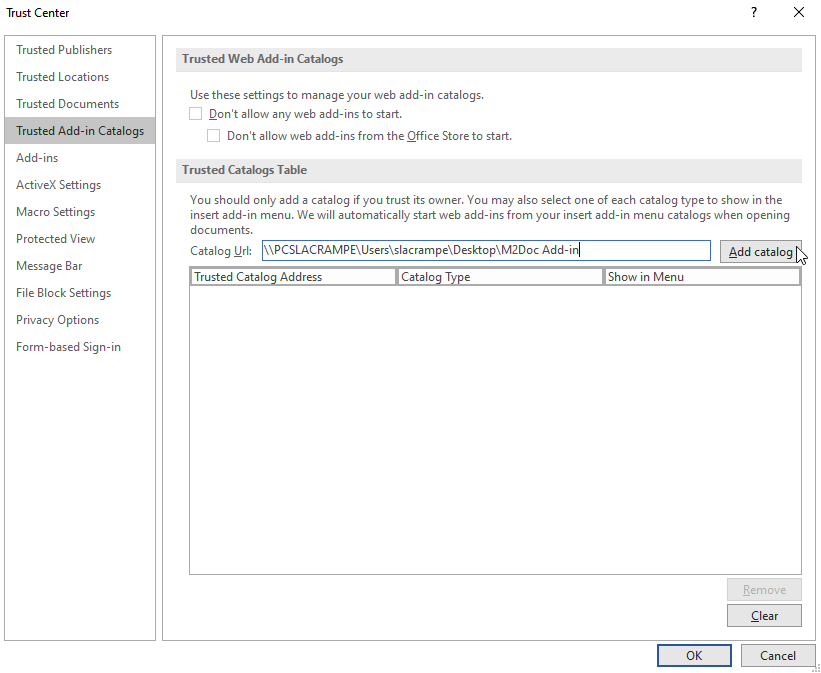 Trust Center
?
Trusted Publishers
Trusted Locations
Trusted Documents
Trusted Add-in Catalogs
Add-ins
ActiveX Settings
Macro Settings
Protected View
Message Bar
File Block Settings
Privacy Options
Form-based Sign-in
Trusted Web Add-in Catalogs
Use these settings to manage your web add-in catalogs.
Don't allow any web add-ins to start.
Don't allow web add-ins from the Office Store to start.
Trusted Catalogs Table
You should only add a catalog if you trust its owner. You may also select one of each catalog type to show in the
insert add-in menu. We will automatically start web add-ins from your insert add-in menu catalogs when opening
documents.
Catalog Url: \\PCSLACRAMPE\Users\slacrampe\Desktop\M2Doc Add-in Add catalog
Trusted Catalog Address Catalog Type Show in Menu
Remove
Clear
OK Cancel